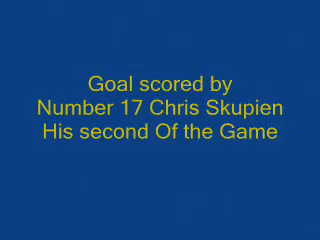 Goal scored by
Number 17 Chris Skupien
His second Of the Game